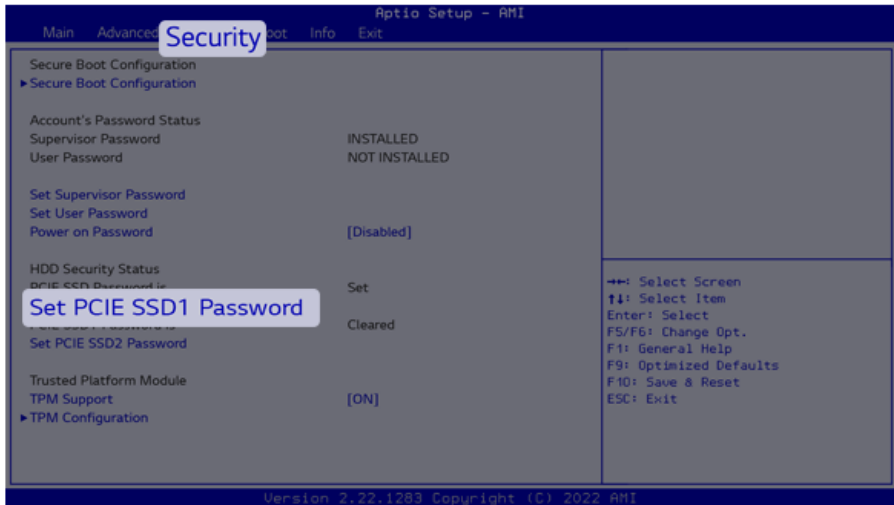 Aptio Setup - AMI
Main Advanced Security oot Info Exit
Secure Boot Configuration
►Secure Boot Configuration
Account's Password Status
Supervisor Password INSTALLED
User Password NOT INSTALLED
Set Supervisor Password
Set User Password
Power on Password [Disabled]
HDD Security Status
PCIE SSD Password is Set
Set PCIE SSD1 Password
Cleared
Set PCIE SSD2 Password
Trusted Platform Module
TPM Support [ON]
►TPM Configuration
→←: Select Screen
↑↓: Select Item
Enter: Select
F5/F6: Change Opt.
F1: General Help
F9: Optimized Defaults
F10: Save & Reset
ESC: Exit
Version 2.22.1283 Copyright (C) 2022 AMI